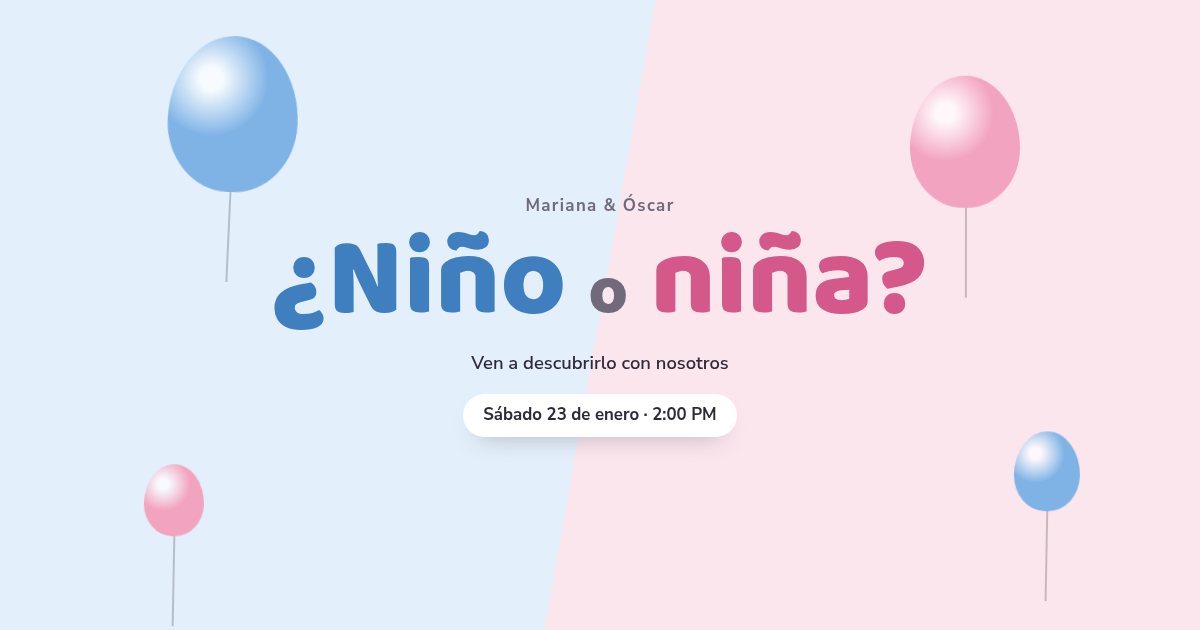 Mariana & Óscar
¿Niño o niña?
Ven a descubrirlo con nosotros
Sábado 23 de enero · 2:00 PM